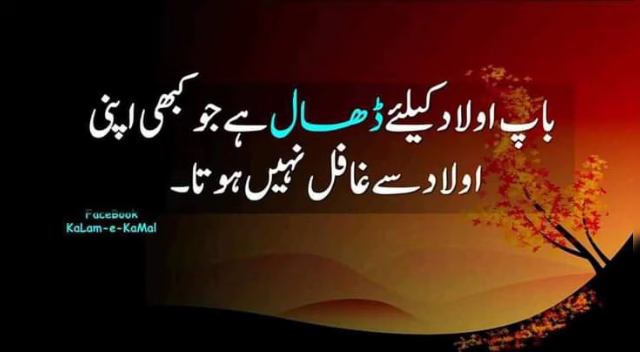 باپ اولاد کیلئے ڈھال ہے جو کبھی اپنی
اولاد سے غافل نہیں ہوتا۔
FaceBook
KaLam-e-KaMal